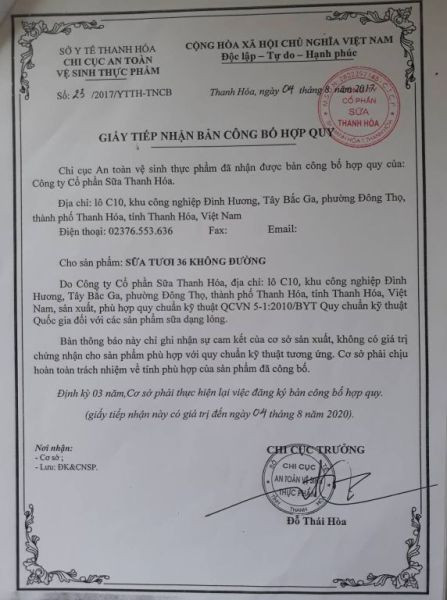 SỞ Y TẾ THANH HÓA
CHI CỤC AN TOÀN
VỆ SINH THỰC PHẨM
Số: 23 /2017/YTTH-TNCB
CỘNG HÒA XÃ HỘI CHỦ NGHĨA VIỆT NAM
Độc lập – Tự do – Hạnh phúc
Thanh Hóa, ngày 04 tháng 8 năm 2017
CỔ PHẦN
SỮA
THANH HÓA
GIẤY TIẾP NHẬN BẢN CÔNG BỐ HỢP QUY
Chi cục An toàn vệ sinh thực phẩm đã nhận được bản công bố hợp quy của:
Công ty Cổ phần Sữa Thanh Hóa.
Địa chỉ: lô C10, khu công nghiệp Đình Hương, Tây Bắc Ga, phường Đông Thọ,
thành phố Thanh Hóa, tỉnh Thanh Hóa, Việt Nam
Điện thoại: 02376.553.636 Fax: Email:
Cho sản phẩm: SỮA TƯƠI 36 KHÔNG ĐƯỜNG
Do Công ty Cổ phần Sữa Thanh Hóa, địa chỉ: lô C10, khu công nghiệp Đình
Hương, Tây Bắc Ga, phường Đông Thọ, thành phố Thanh Hóa, tỉnh Thanh Hóa, Việt
Nam, sản xuất, phù hợp quy chuẩn kỹ thuật QCVN 5-1:2010/BYT Quy chuẩn kỹ thuật
Quốc gia đối với các sản phẩm sữa dạng lỏng.
Bản thông báo này chỉ ghi nhận sự cam kết của cơ sở sản xuất, không có giá trị
chứng nhận cho sản phẩm phù hợp với quy chuẩn kỹ thuật tương ứng. Cơ sở phải chịu
hoàn toàn trách nhiệm về tính phù hợp của sản phẩm đã công bố.
Định kỳ 03 năm, Cơ sở phải thực hiện lại việc đăng ký bản công bố hợp quy.
(giấy tiếp nhận này có giá trị đến ngày 04 tháng 8 năm 2020).
Nơi nhận:
- Cơ sở ;
- Lưu: ĐK&CNSP.
CHI CỤC TRƯỞNG
CHI CỤC
AN TOÀN VỆ SINH
THỰC PHẨM
Đỗ Thái Hòa